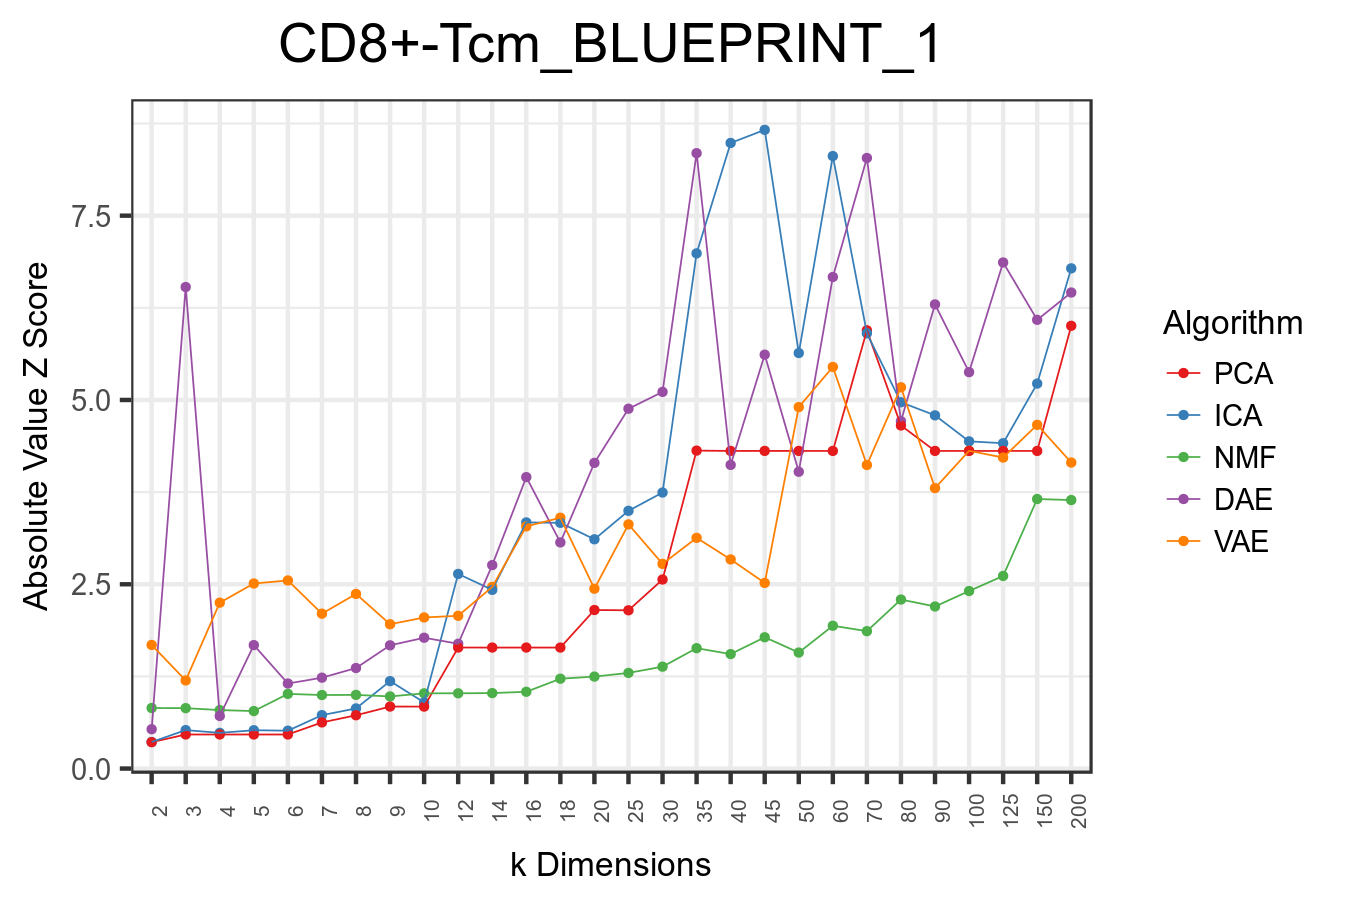 CD8+-Tcm_BLUEPRINT_1
Absolute Value Z Score
7.5
5.0
2.5
0.0
2 3 4 5 6 7 8 9 10 12 14 16 18 20 25 30 35 40 45 50 60 70 80 90 100 125 150 200
k Dimensions
Algorithm
PCA
ICA
NMF
DAE
VAE